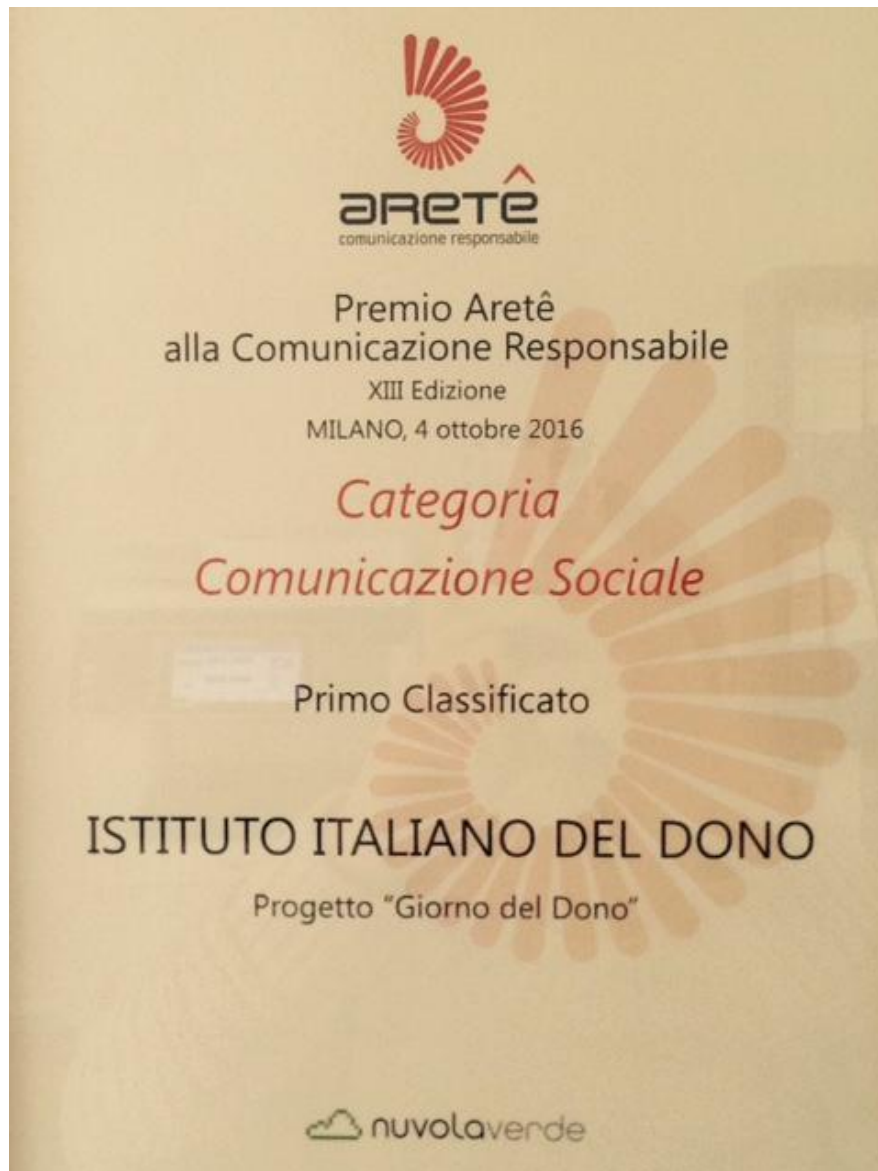 aretê
comunicazione responsabile
Premio Aretê
alla Comunicazione Responsabile
XIII Edizione
MILANO, 4 ottobre 2016
Categoria
Comunicazione Sociale
Primo Classificato
ISTITUTO ITALIANO DEL DONO
Progetto “Giorno del Dono”
nuvolaverde